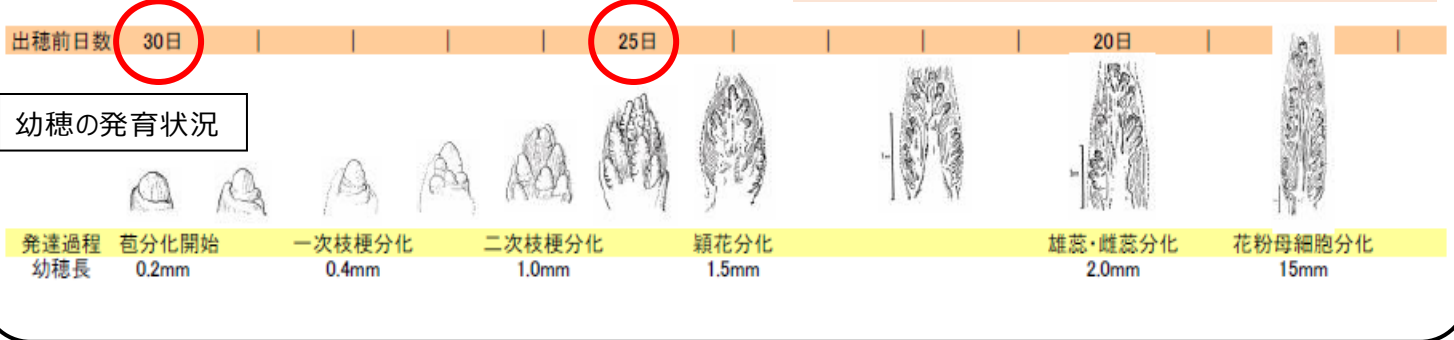 出穂前日数 30日 | | | | 25日 | | | | 20日 | |
幼穂の発育状況
発達過程 苞分化開始 一次枝梗分化 二次枝梗分化 穎花分化 雄蕊・雌蕊分化 花粉母細胞分化
幼穂長 0.2mm 0.4mm 1.0mm 1.5mm 2.0mm 15mm